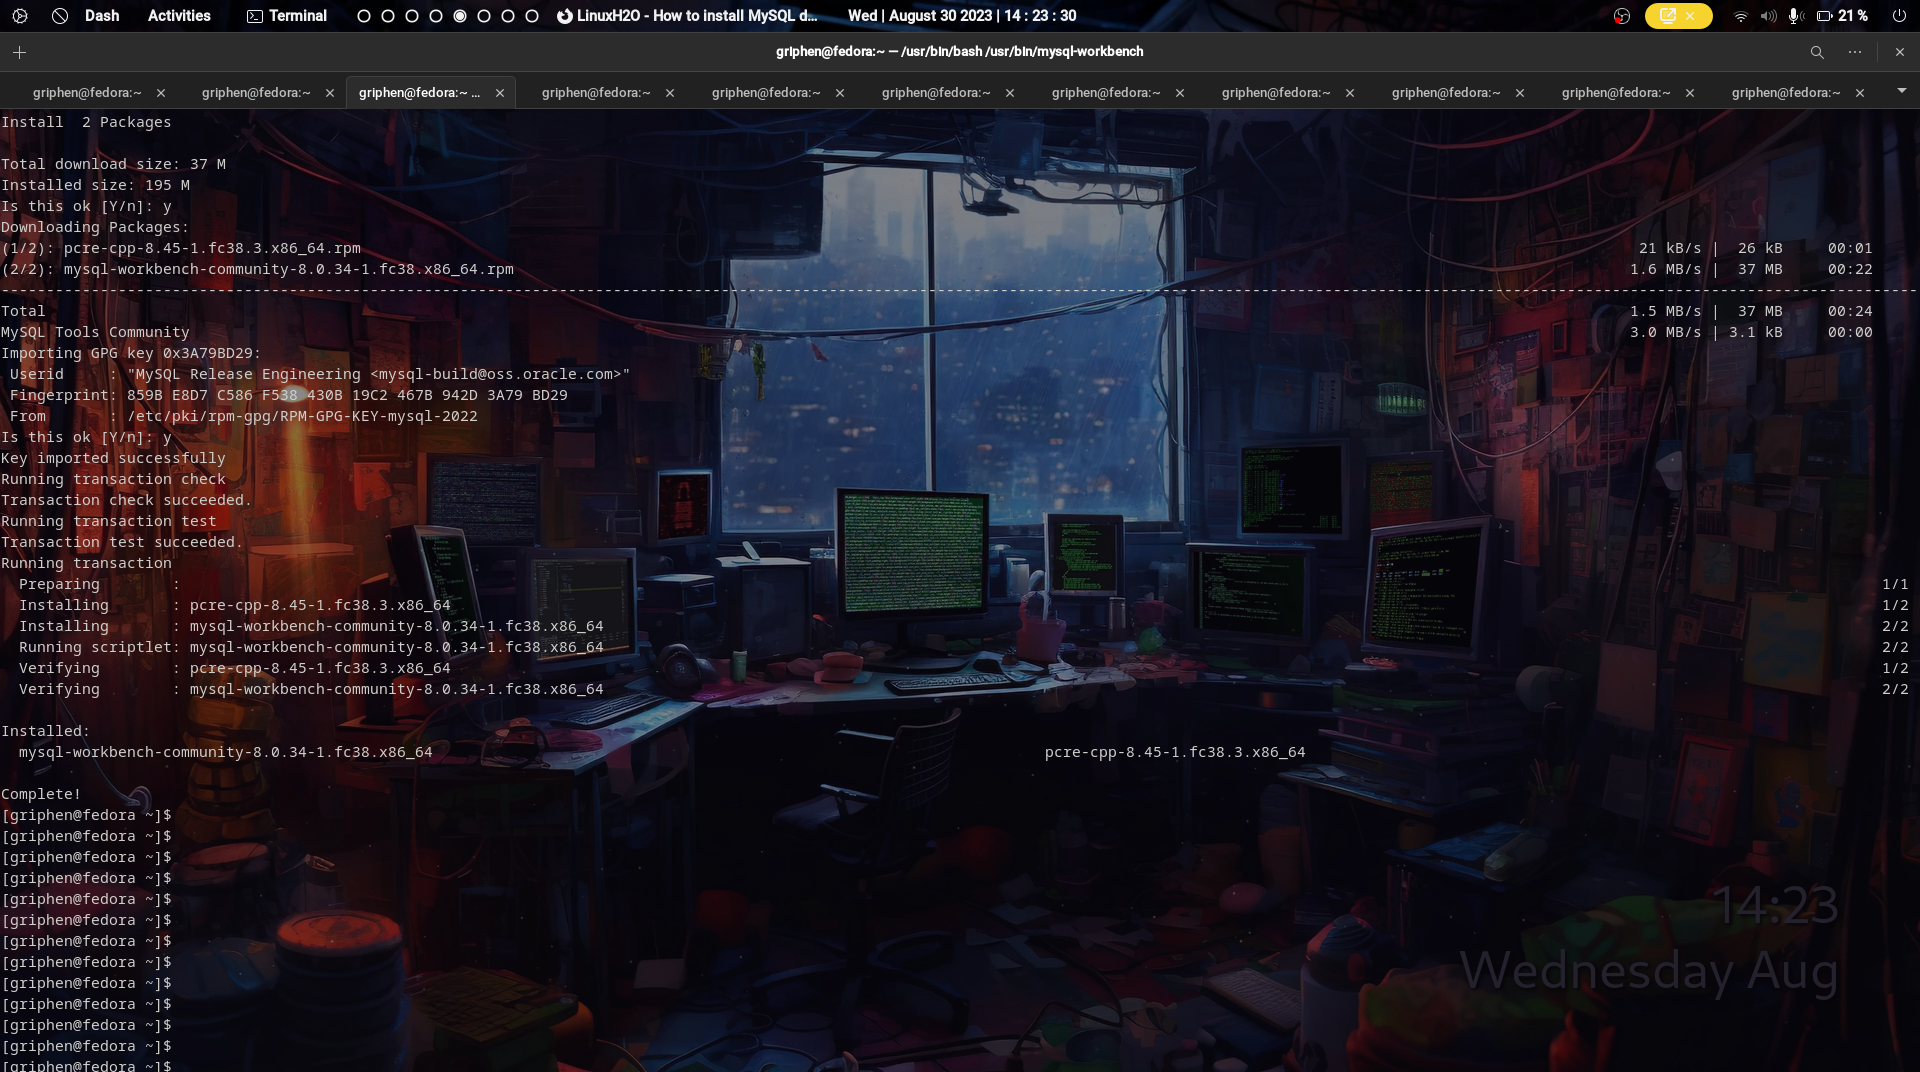 Dash Activities Terminal LinuxH2O - How to install MySQL d... Wed | August 30 2023 | 14 : 23 : 30 21 %
griphen@fedora:~ — /usr/bin/bash /usr/bin/mysql-workbench
griphen@fedora:~ griphen@fedora:~ griphen@fedora:~ ... griphen@fedora:~ griphen@fedora:~ griphen@fedora:~ griphen@fedora:~ griphen@fedora:~ griphen@fedora:~ griphen@fedora:~ griphen@fedora:~
Install  2 Packages
Total download size: 37 M
Installed size: 195 M
Is this ok [Y/n]: y
Downloading Packages:
(1/2): pcre-cpp-8.45-1.fc38.3.x86_64.rpm 21 kB/s |  26 kB     00:01
(2/2): mysql-workbench-community-8.0.34-1.fc38.x86_64.rpm 1.6 MB/s |  37 MB     00:22
Total 1.5 MB/s |  37 MB     00:24
MySQL Tools Community 3.0 MB/s | 3.1 kB     00:00
Importing GPG key 0x3A79BD29:
 Userid     : "MySQL Release Engineering <mysql-build@oss.oracle.com>"
 Fingerprint: 859B E8D7 C586 F538 430B 19C2 467B 942D 3A79 BD29
 From       : /etc/pki/rpm-gpg/RPM-GPG-KEY-mysql-2022
Is this ok [Y/n]: y
Key imported successfully
Running transaction check
Transaction check succeeded.
Running transaction test
Transaction test succeeded.
Running transaction
  Preparing        : 1/1
  Installing       : pcre-cpp-8.45-1.fc38.3.x86_64 1/2
  Installing       : mysql-workbench-community-8.0.34-1.fc38.x86_64 2/2
  Running scriptlet: mysql-workbench-community-8.0.34-1.fc38.x86_64 2/2
  Verifying        : pcre-cpp-8.45-1.fc38.3.x86_64 1/2
  Verifying        : mysql-workbench-community-8.0.34-1.fc38.x86_64 2/2
Installed:
  mysql-workbench-community-8.0.34-1.fc38.x86_64 pcre-cpp-8.45-1.fc38.3.x86_64
Complete!
[griphen@fedora ~]$
[griphen@fedora ~]$
[griphen@fedora ~]$
[griphen@fedora ~]$
[griphen@fedora ~]$
[griphen@fedora ~]$
[griphen@fedora ~]$
[griphen@fedora ~]$
[griphen@fedora ~]$
[griphen@fedora ~]$
[griphen@fedora ~]$
[griphen@fedora ~]$
[griphen@fedora ~]$
14:23
Wednesday Aug